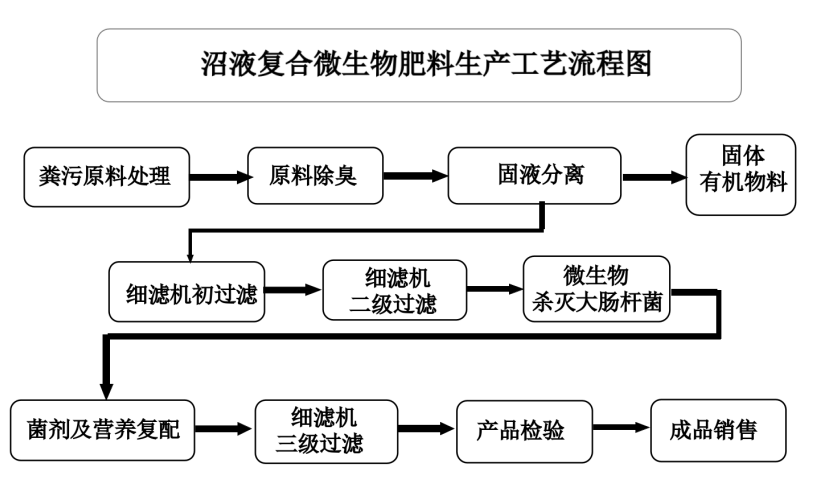 沼液复合微生物肥料生产工艺流程图
粪污原料处理
原料除臭
固液分离
固体
有机物料
细滤机初过滤
细滤机
二级过滤
微生物
杀灭大肠杆菌
菌剂及营养复配
细滤机
三级过滤
产品检验
成品销售